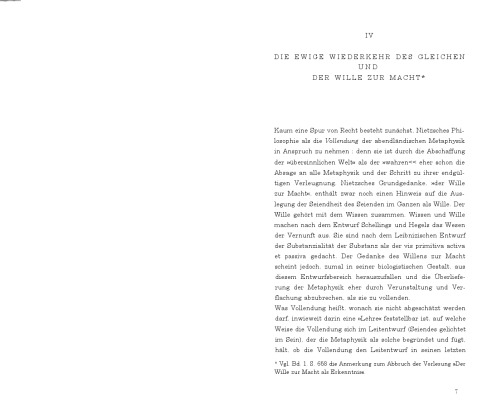 IV
DIE EWIGE WIEDERKEHR DES GLEICHEN
UND
DER WILLE ZUR MACHT*
Kaum eine Spur von Recht besteht zunächst, Nietzsches Phi-
losophie als die Vollendung der abendländischen Metaphysik
in Anspruch zu nehmen; denn sie ist durch die Abschaffung
der »übersinnlichen Welt« als der »wahren«« eher schon die
Absage an alle Metaphysik und der Schritt zu ihrer endgül-
tigen Verleugnung. Nietzsches Grundgedanke, »der Wille
zur Macht«, enthält zwar noch einen Hinweis auf die Aus-
legung der Seiendheit des Seienden im Ganzen als Wille. Der
Wille gehört mit dem Wissen zusammen. Wissen und Wille
machen nach dem Entwurf Schellings und Hegels das Wesen
der Vernunft aus. Sie sind nach dem Leibnizischen Entwurf
der Substanzialität der Substanz als der vis primitiva activa
et passiva gedacht. Der Gedanke des Willens zur Macht
scheint jedoch, zumal in seiner biologistischen Gestalt, aus
diesem Entwurfsbereich herauszufallen und die Überliefe-
rung der Metaphysik eher durch Verunstaltung und Ver-
flachung abzubrechen, als sie zu vollenden.
Was Vollendung heißt, wonach sie nicht abgeschätzt werden
darf, inwieweit darin eine »Lehre« feststellbar ist, auf welche
Weise die Vollendung sich im Leitentwurf (Seiendes gelichtet
im Sein), der die Metaphysik als solche begründet und fügt,
hält, ob die Vollendung den Leitentwurf in seinen letzten
* Vgl. Bd. I, S. 658 die Anmerkung zum Abbruch der Vorlesung »Der
Wille zur Macht als Erkenntnis«.
7